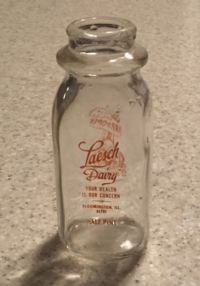 Laesch
Dairy
YOUR HEALTH
IS OUR CONCERN
BLOOMINGTON, ILL.
HALF PINT